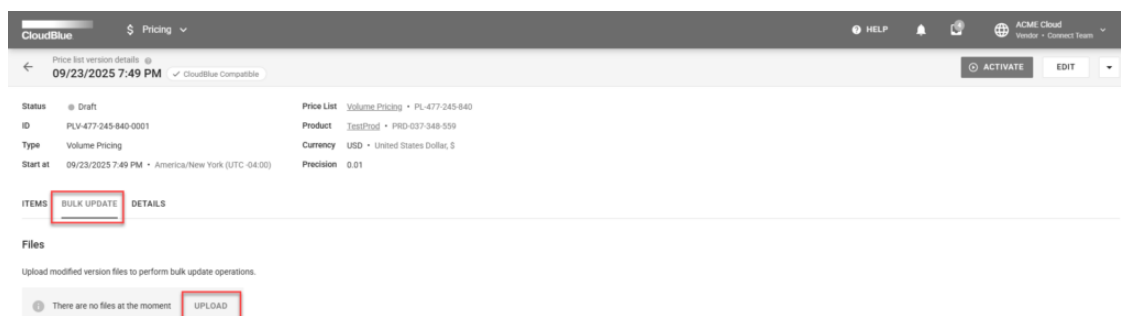 CloudBlue
$ Pricing
HELP
ACME Cloud
Vendor • Connect Team
Price list version details
09/23/2025 7:49 PM
CloudBlue Compatible
ACTIVATE
EDIT
Status Draft
Price List Volume Pricing • PL-477-245-840
ID PLV-477-245-840-0001
Product TestProd • PRD-037-348-559
Type Volume Pricing
Currency USD • United States Dollar, $
Start at 09/23/2025 7:49 PM • America/New York (UTC -04:00)
Precision 0.01
ITEMS BULK UPDATE DETAILS
Files
Upload modified version files to perform bulk update operations.
There are no files at the moment UPLOAD